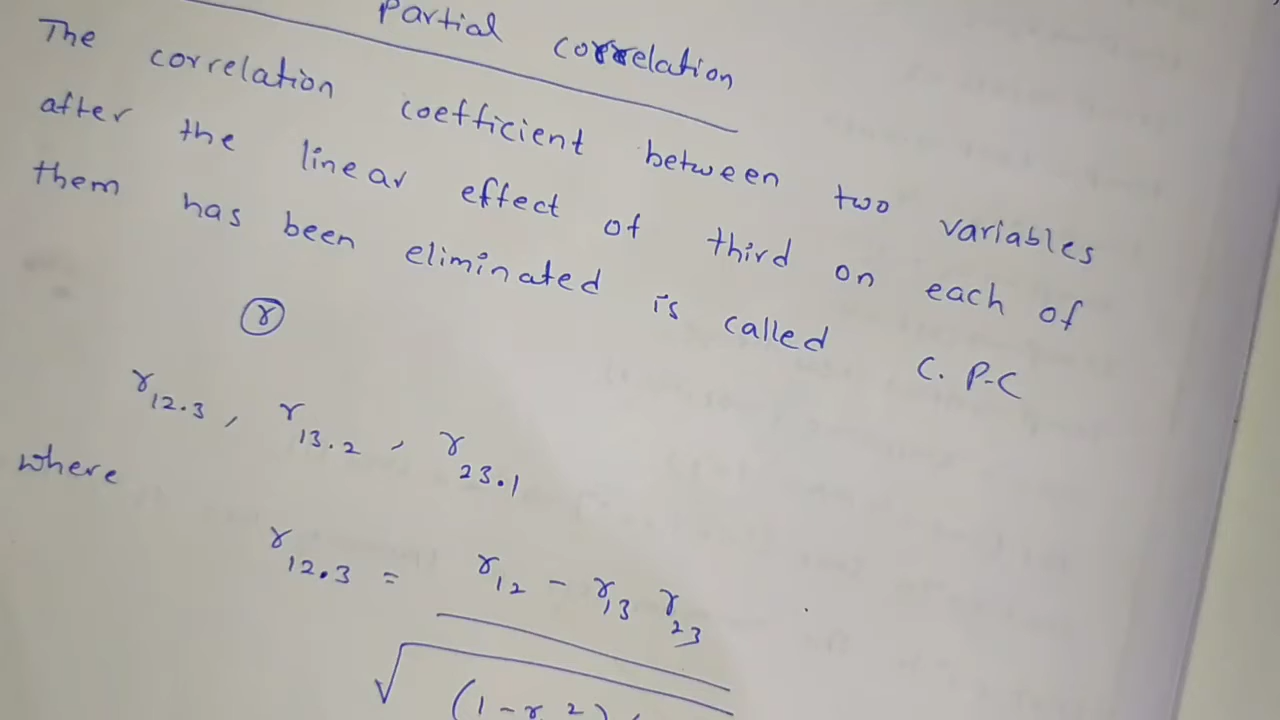 Partial correlation
The correlation coefficient between two variables
after the linear effect of third on each of
them has been eliminated is called C. P-C
r
r12.3, r13.2, r23.1
where
r12.3 = r12 - r13 r23
√(1-r 2)